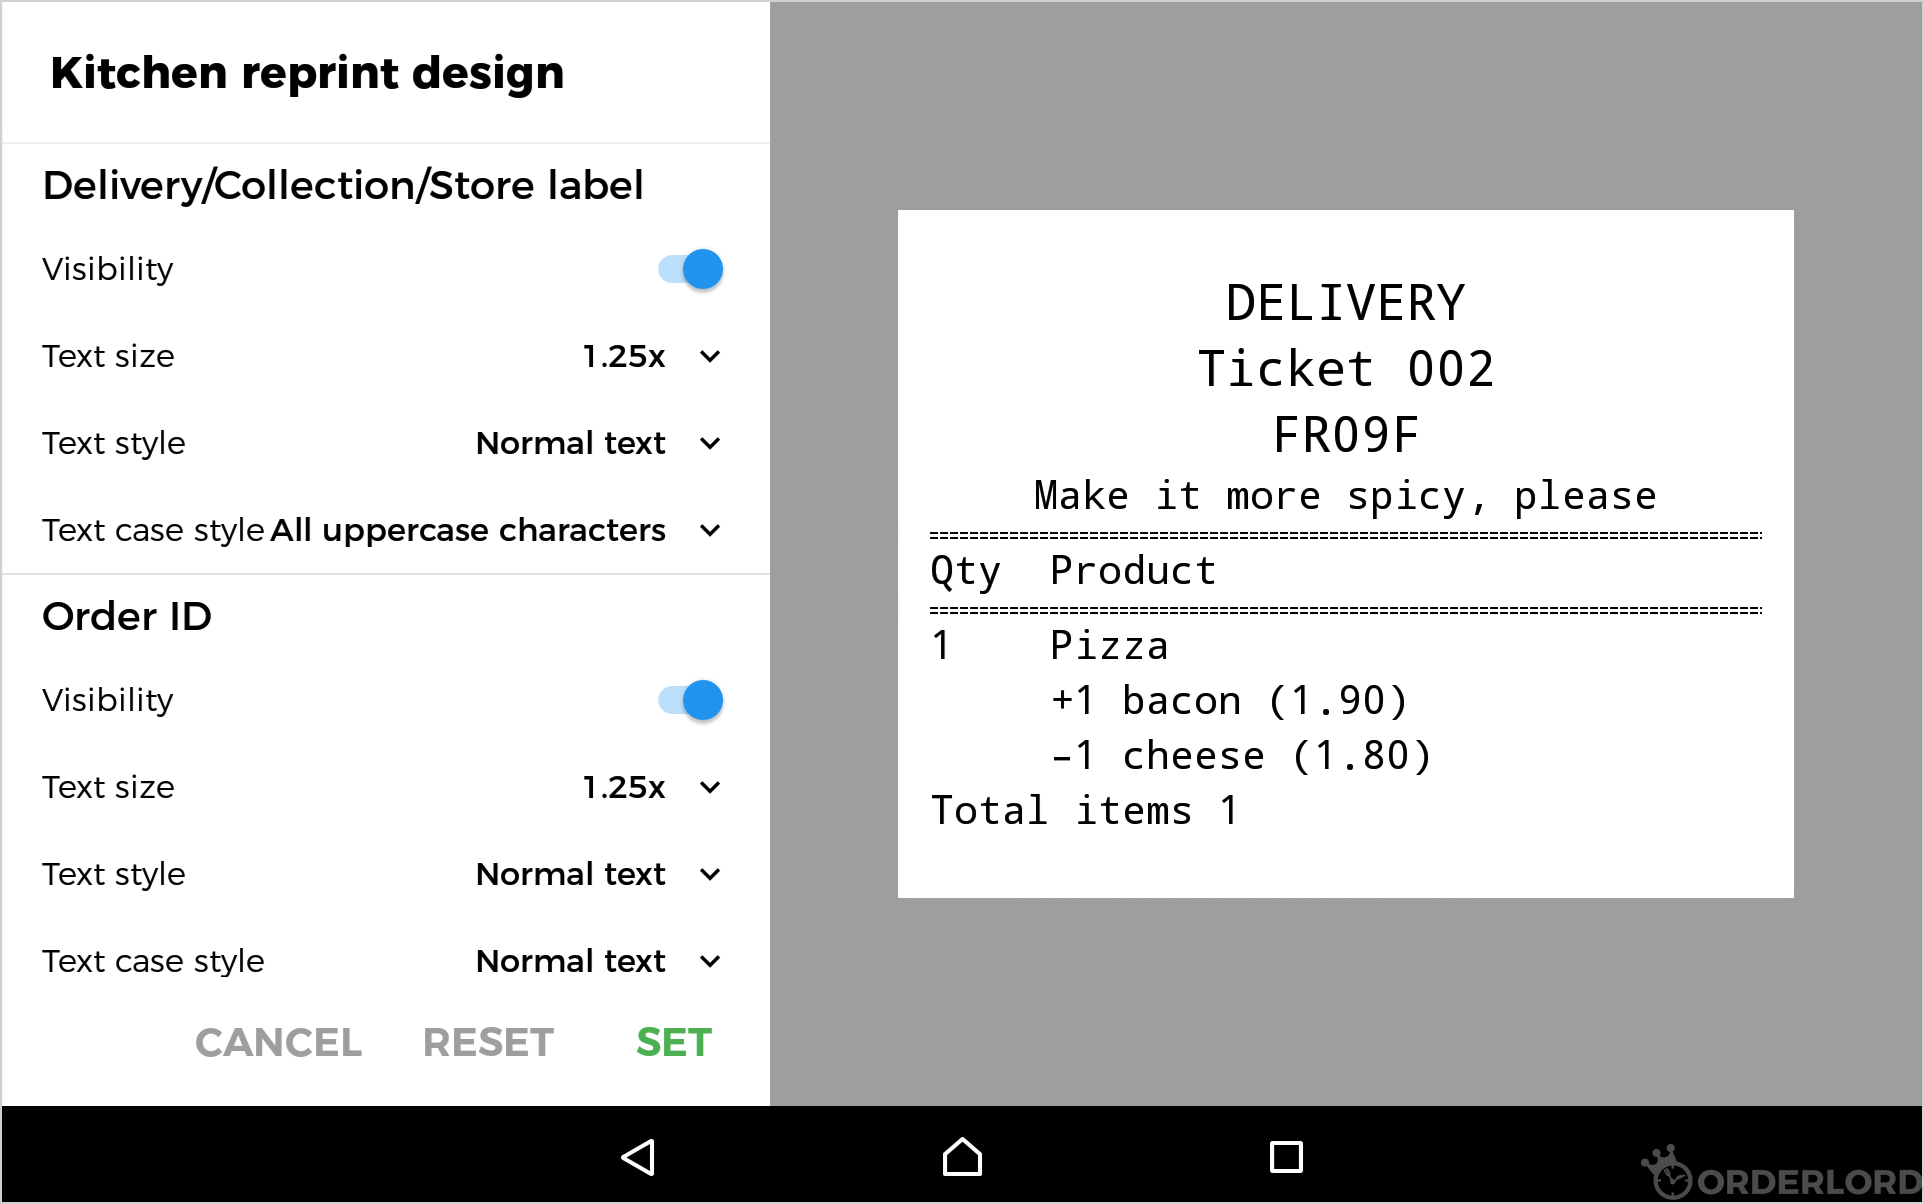 Kitchen reprint design
Delivery/Collection/Store label
Visibility
Text size 1.25x
Text style Normal text
Text case style All uppercase characters
Order ID
Visibility
Text size 1.25x
Text style Normal text
Text case style Normal text
CANCEL RESET SET
DELIVERY
Ticket 002
FR09F
Make it more spicy, please
Qty Product
1 Pizza
+1 bacon (1.90)
-1 cheese (1.80)
Total items 1
ORDERLORD